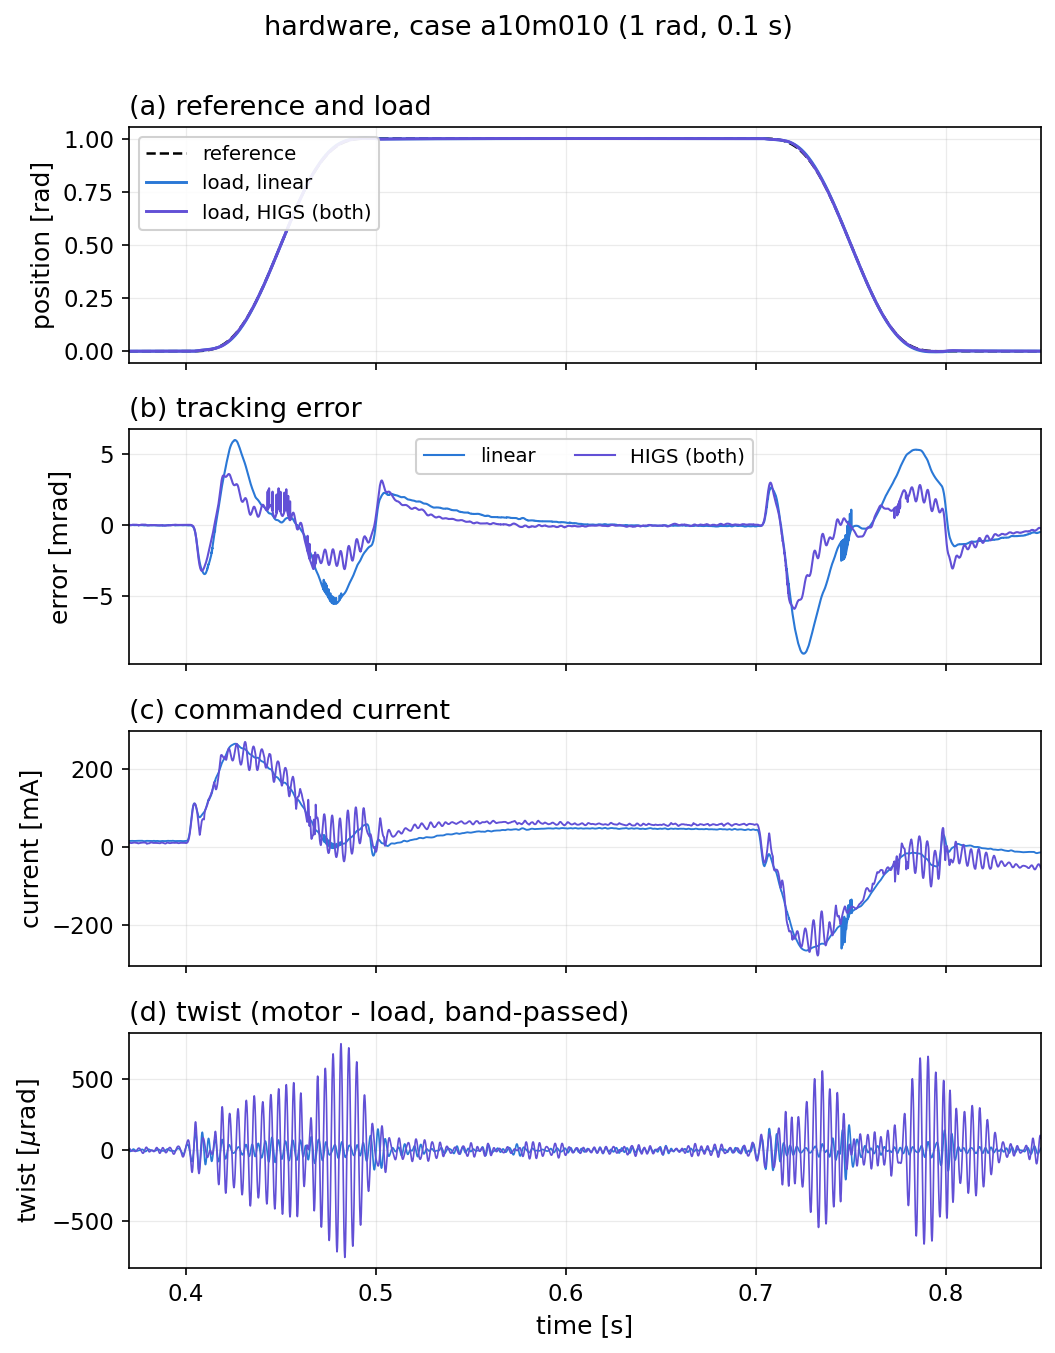 hardware, case a10m010 (1 rad, 0.1 s)
(a) reference and load
position [rad]
1.00
0.75
0.50
0.25
0.00
reference
load, linear
load, HIGS (both)
(b) tracking error
error [mrad]
5
0
−5
linear
HIGS (both)
(c) commanded current
current [mA]
200
0
−200
(d) twist (motor - load, band-passed)
twist [μrad]
500
0
−500
0.4
0.5
0.6
0.7
0.8
time [s]